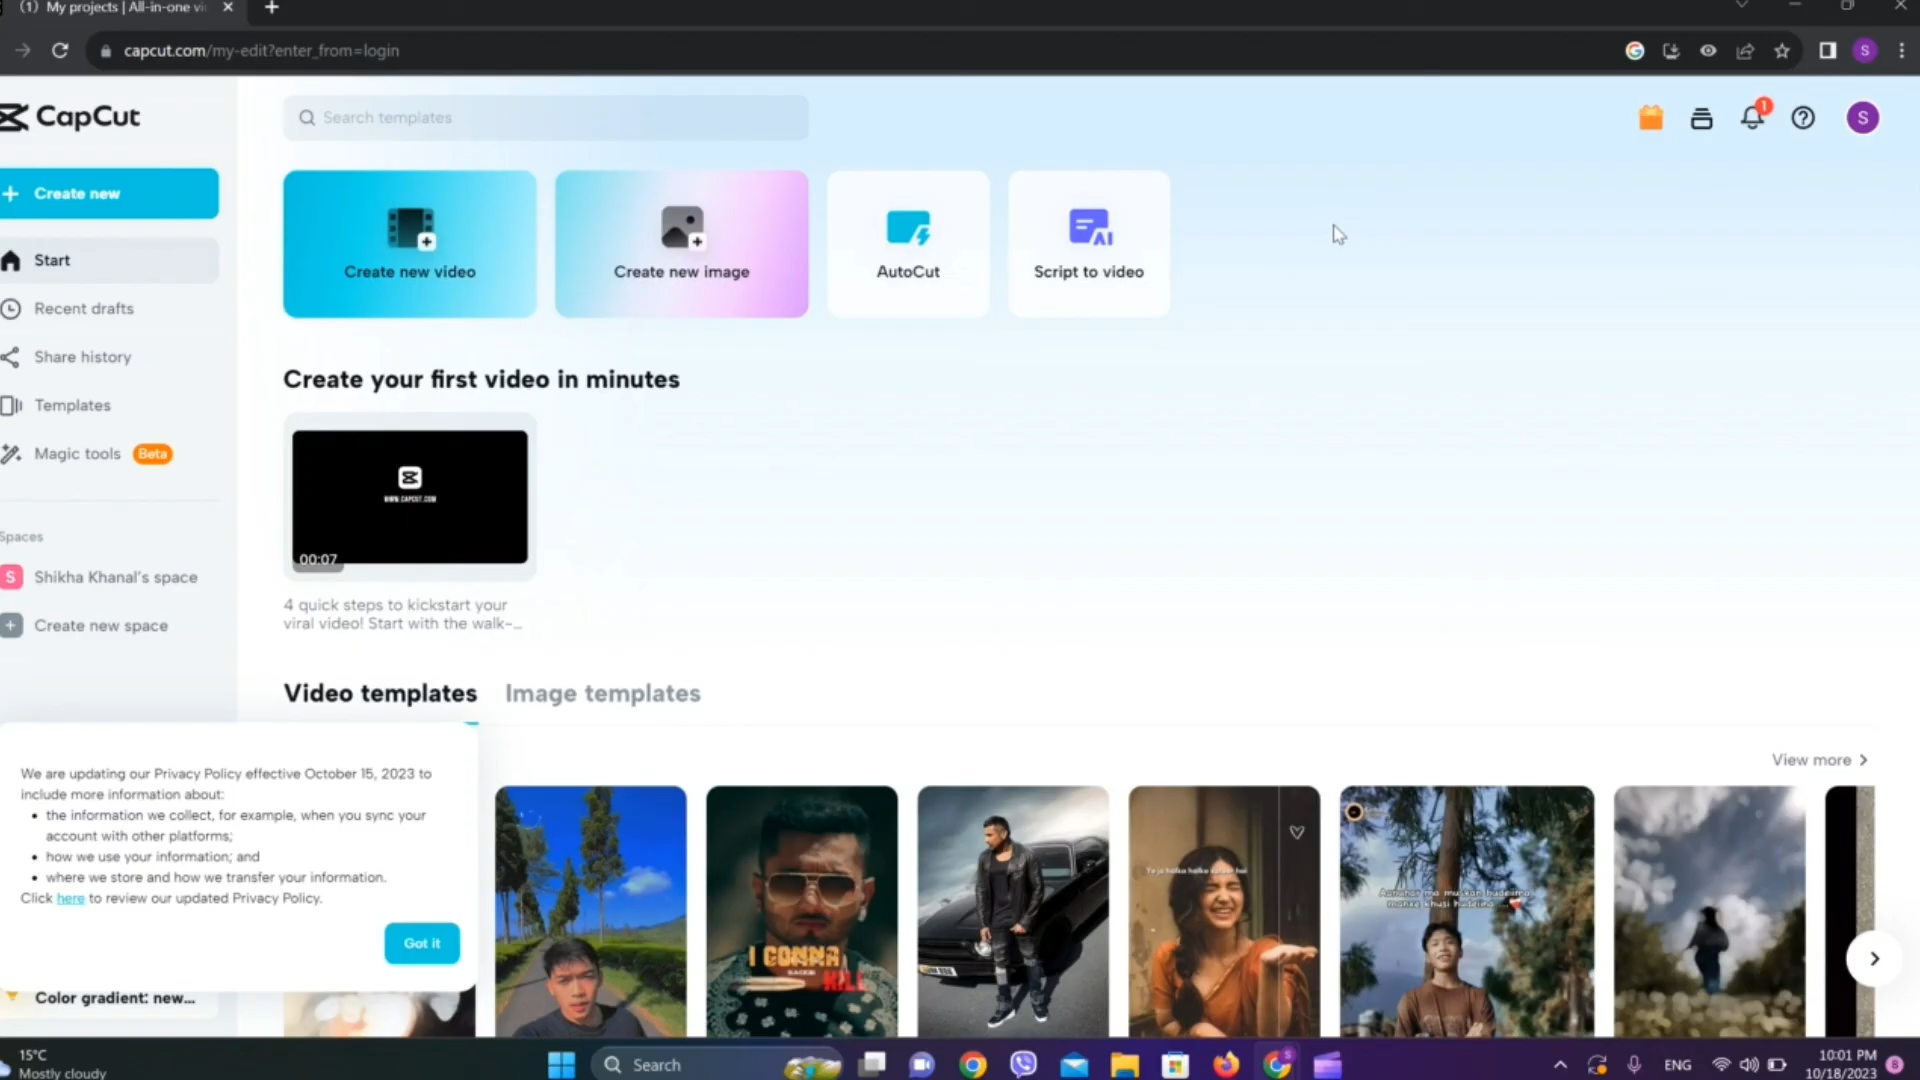 (1) My projects | All-in-one vi
capcut.com/my-edit?enter_from=login
S
CapCut
Search templates
1
S
Create new
Start
Recent drafts
Share history
Templates
Magic tools Beta
Spaces
S Shikha Khanal's space
Create new space
Create new video
Create new image
AutoCut
AI
Script to video
Create your first video in minutes
WWW.CAPCUT.COM
00:07
4 quick steps to kickstart your
viral video! Start with the walk-...
Video templates Image templates
View more
We are updating our Privacy Policy effective October 15, 2023 to
include more information about:
• the information we collect, for example, when you sync your
account with other platforms;
• how we use your information; and
• where we store and how we transfer your information.
Click here to review our updated Privacy Policy.
Got it
Color gradient: new...
I GONNA
KILL
15°C
Mostly cloudy
Search
S
ENG
10:01 PM
10/18/2023